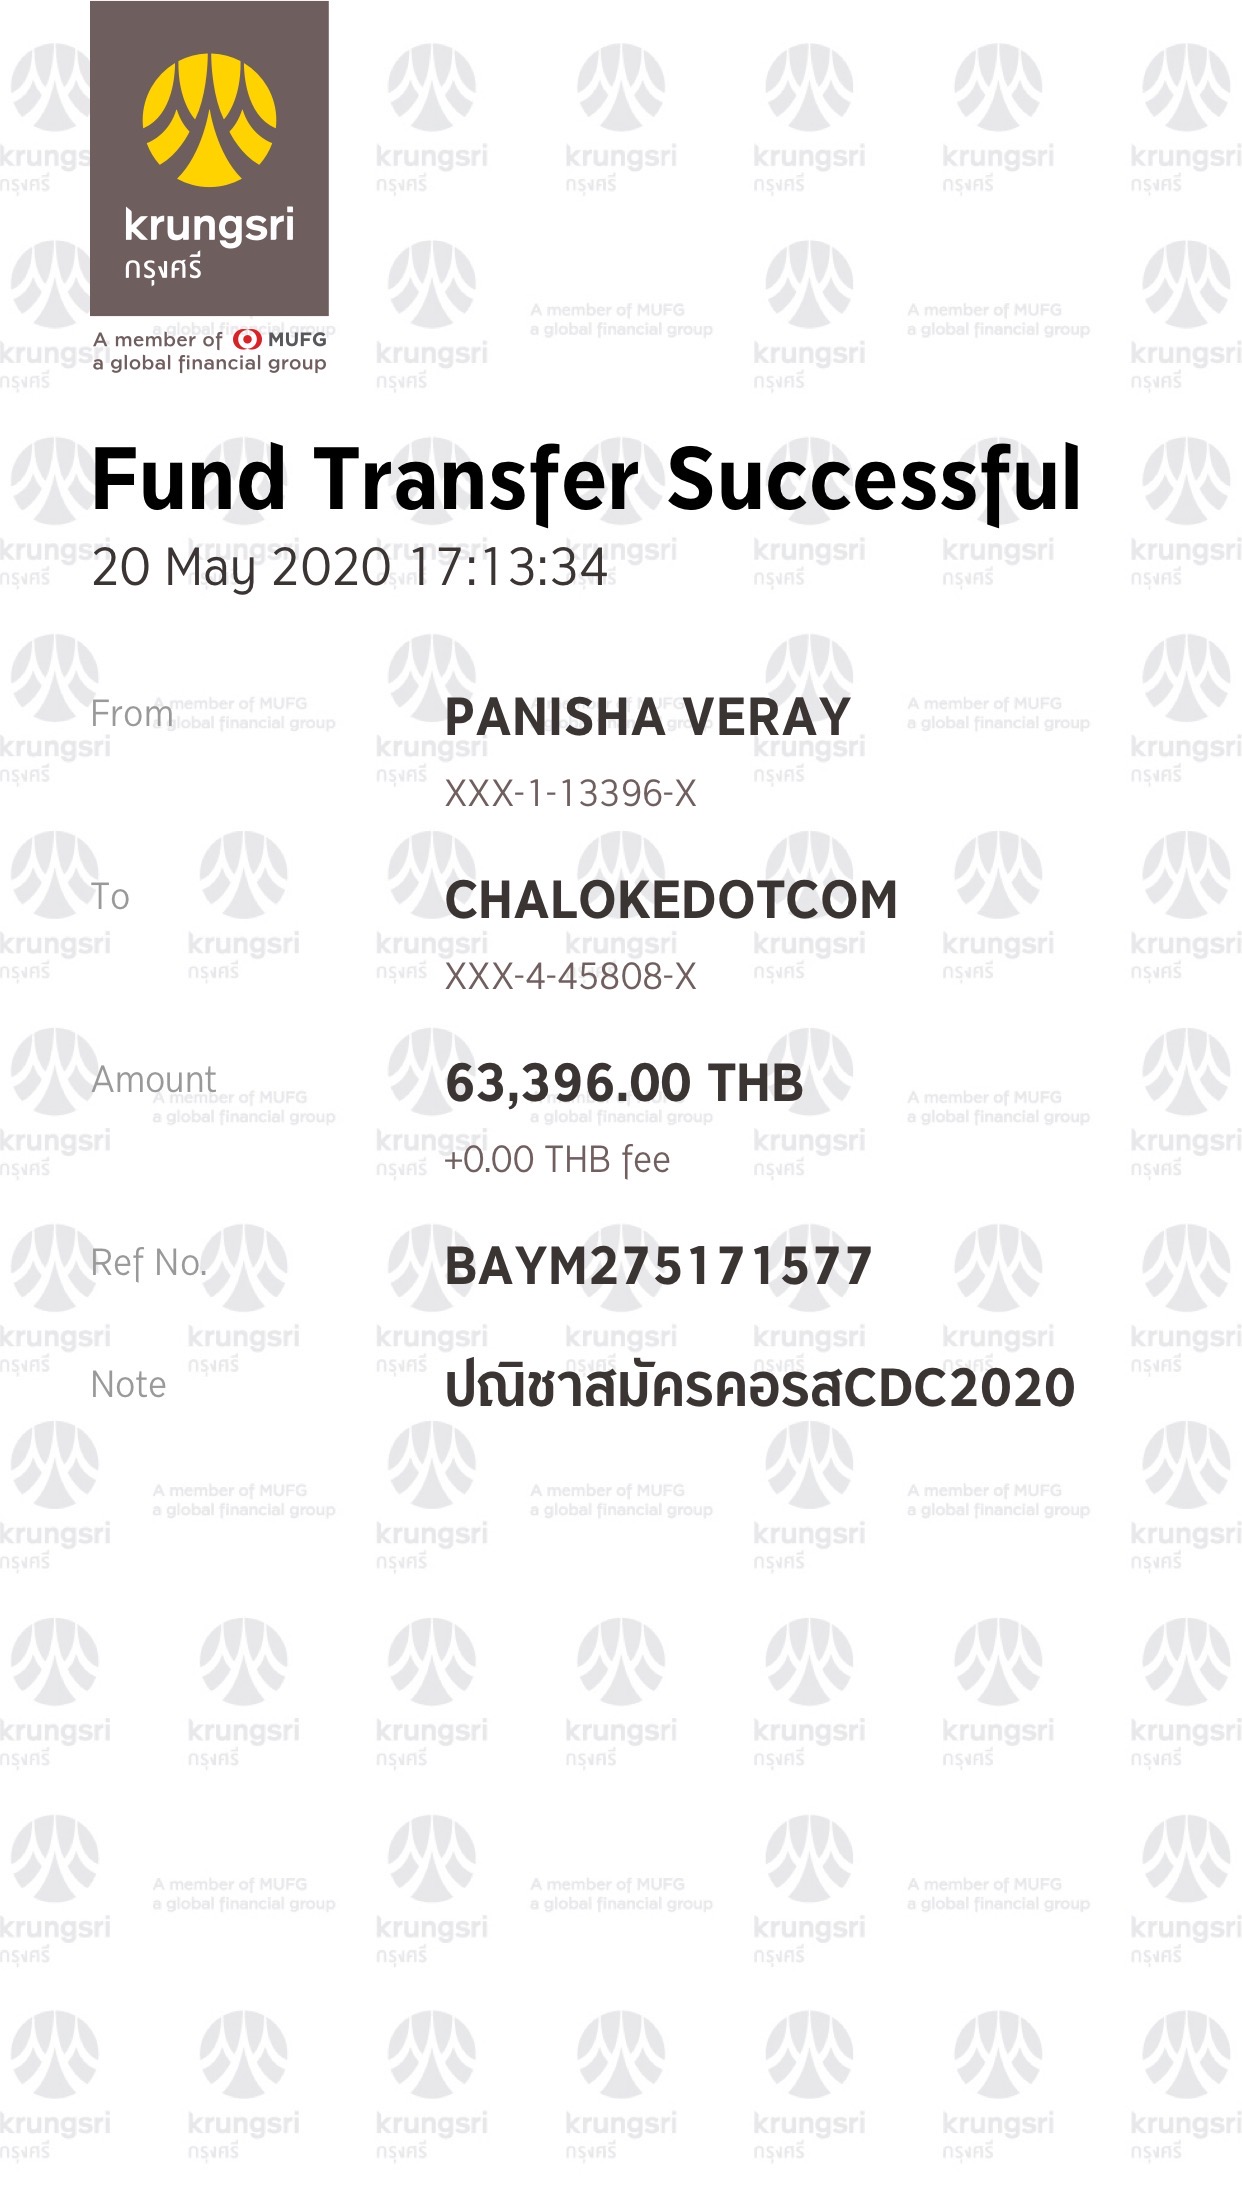 krungsri
กรุงศรี
A member of MUFG
a global financial group
Fund Transfer Successful
20 May 2020 17:13:34
From
PANISHA VERAY
XXX-1-13396-X
To
CHALOKEDOTCOM
XXX-4-45808-X
Amount
63,396.00 THB
+0.00 THB fee
Ref No.
BAYM275171577
Note
ปณิชาสมัครคอรสCDC2020